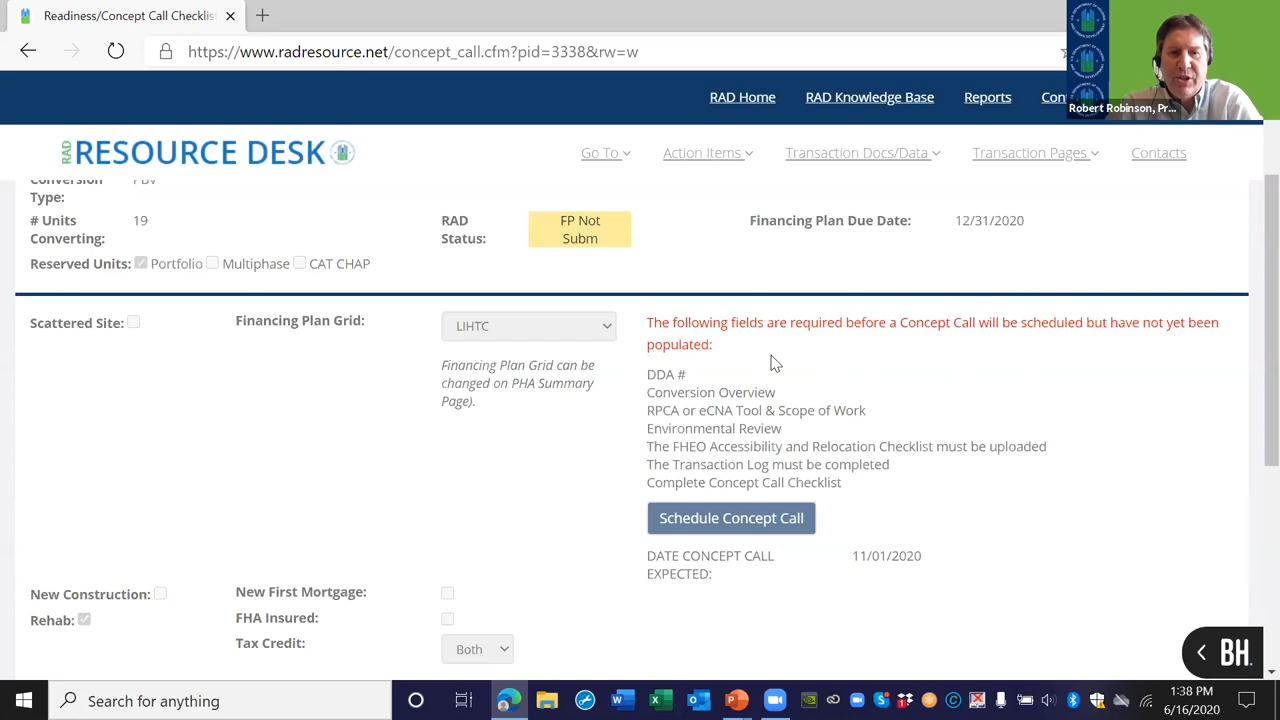 Readiness/Concept Call Checklis
https://www.radresource.net/concept_call.cfm?pid=3338&rw=w
Robert Robinson, Pr...
RAD Home
RAD Knowledge Base
Reports
Con
RAD RESOURCE DESK
Go To
Action Items
Transaction Docs/Data
Transaction Pages
Contacts
Conversion
Type:
PBV
# Units
Converting:
19
RAD
Status:
FP Not
Subm
Financing Plan Due Date:
12/31/2020
Reserved Units: Portfolio Multiphase CAT CHAP
Scattered Site:
Financing Plan Grid:
LIHTC
Financing Plan Grid can be
changed on PHA Summary
Page).
The following fields are required before a Concept Call will be scheduled but have not yet been
populated:
DDA #
Conversion Overview
RPCA or eCNA Tool & Scope of Work
Environmental Review
The FHEO Accessibility and Relocation Checklist must be uploaded
The Transaction Log must be completed
Complete Concept Call Checklist
Schedule Concept Call
DATE CONCEPT CALL
EXPECTED:
11/01/2020
New Construction:
Rehab:
New First Mortgage:
FHA Insured:
Tax Credit:
Both
BH.
Search for anything
1:38 PM
6/16/2020